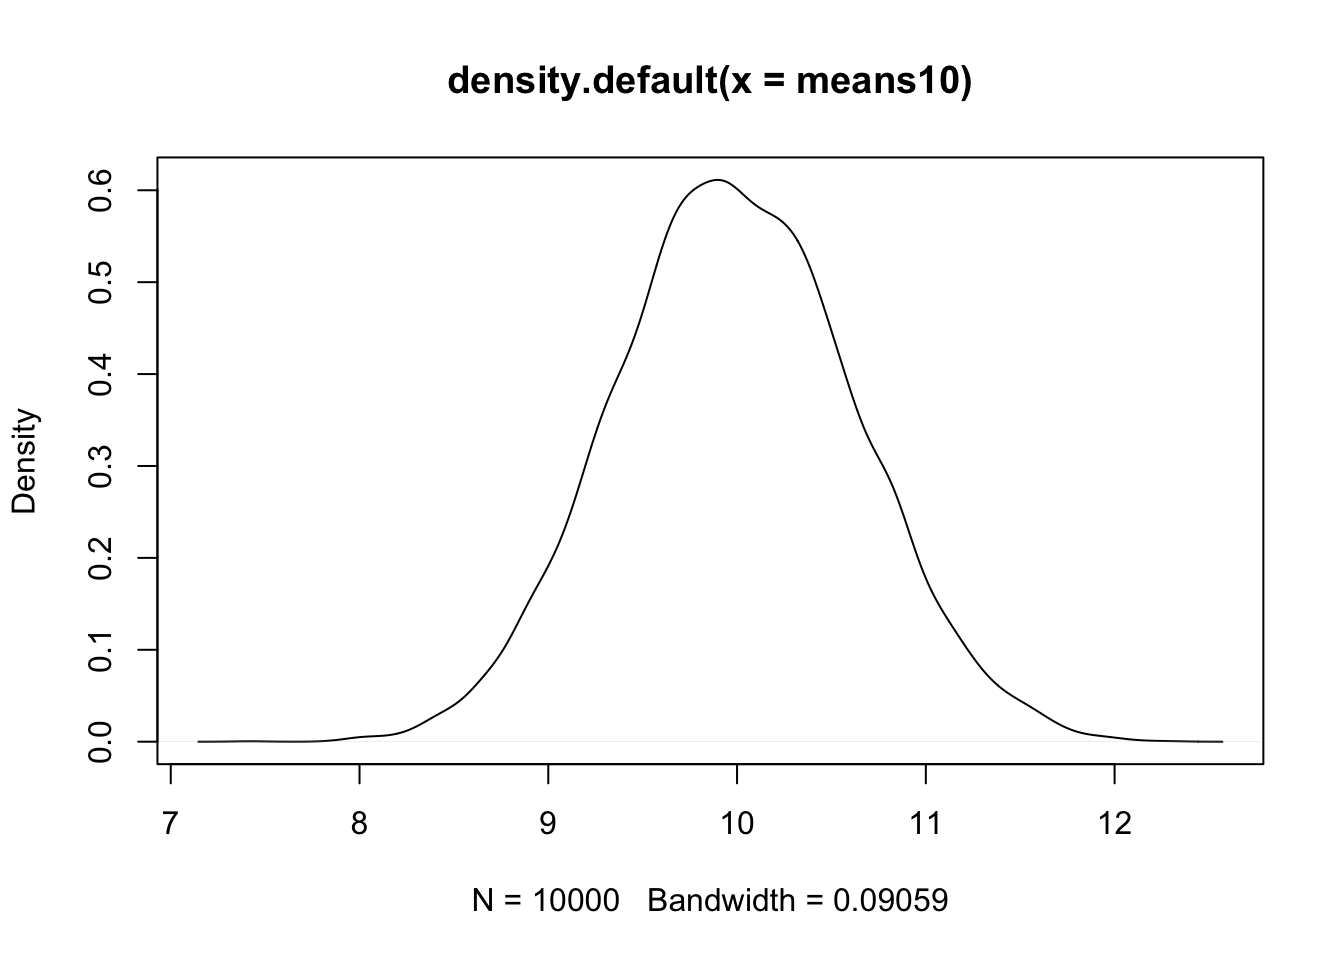 density.default(x = means10)
Density
0.6
0.5
0.4
0.3
0.2
0.1
0.0
7 8 9 10 11 12
N = 10000   Bandwidth = 0.09059